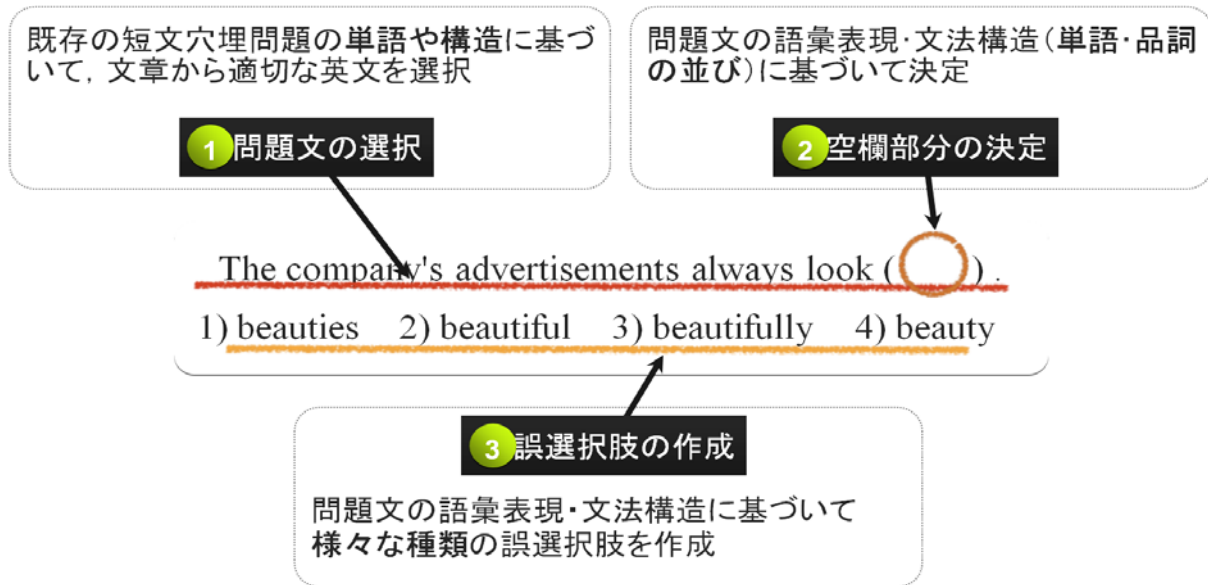 既存の短文穴埋問題の単語や構造に基づ
いて, 文章から適切な英文を選択
1 問題文の選択
問題文の語彙表現・文法構造(単語・品詞
の並び)に基づいて決定
2 空欄部分の決定
The company's advertisements always look ( ) .
1) beauties 2) beautiful 3) beautifully 4) beauty
3 誤選択肢の作成
問題文の語彙表現・文法構造に基づいて
様々な種類の誤選択肢を作成